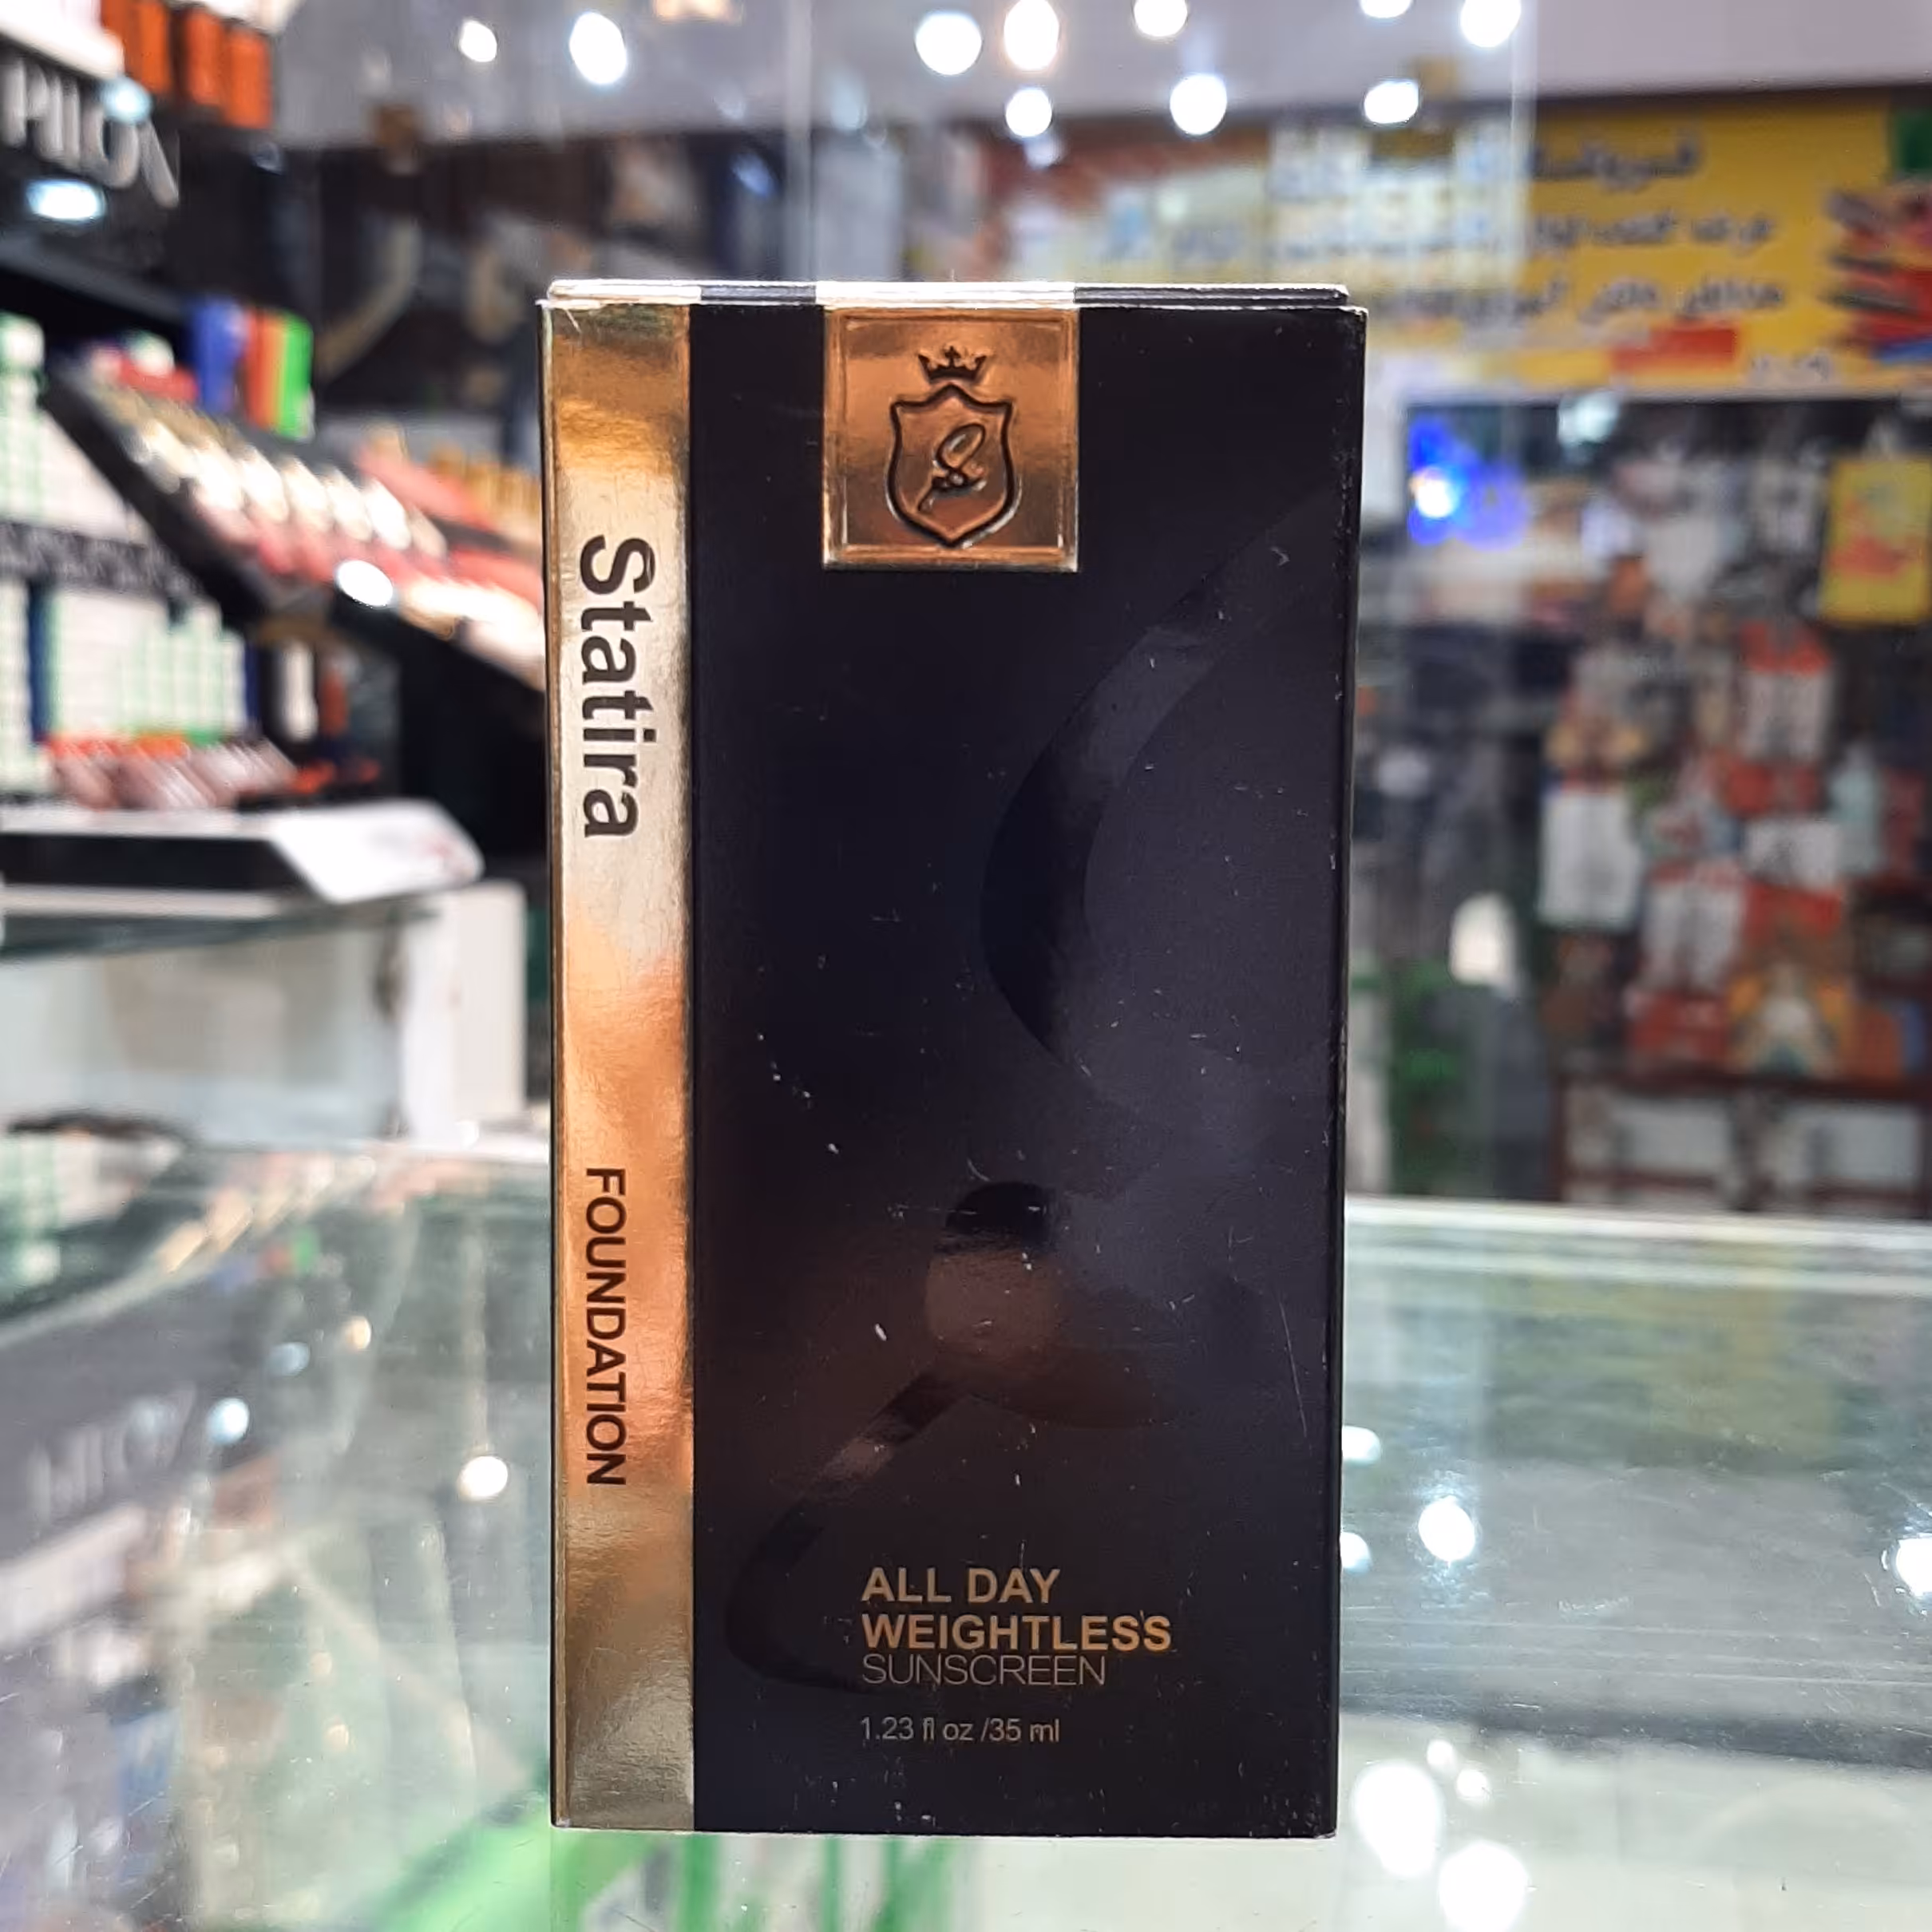 Statira
FOUNDATION
ALL DAY
WEIGHTLESS
SUNSCREEN
1.23 fl oz /35 ml